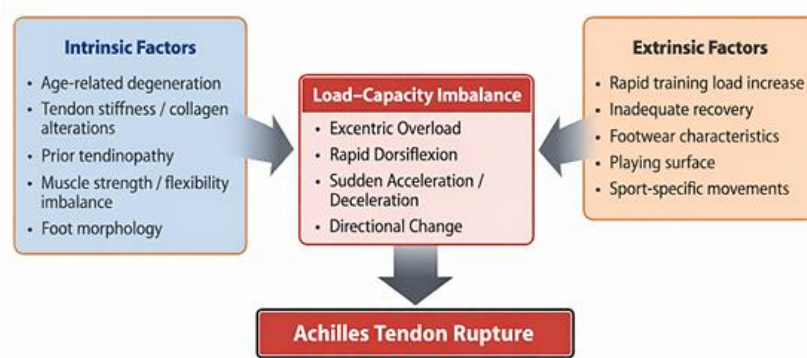 Intrinsic Factors
• Age-related degeneration
• Tendon stiffness / collagen
alterations
• Prior tendinopathy
• Muscle strength / flexibility
imbalance
• Foot morphology
Load–Capacity Imbalance
• Excentric Overload
• Rapid Dorsiflexion
• Sudden Acceleration /
Deceleration
• Directional Change
Extrinsic Factors
• Rapid training load increase
• Inadequate recovery
• Footwear characteristics
• Playing surface
• Sport-specific movements
Achilles Tendon Rupture